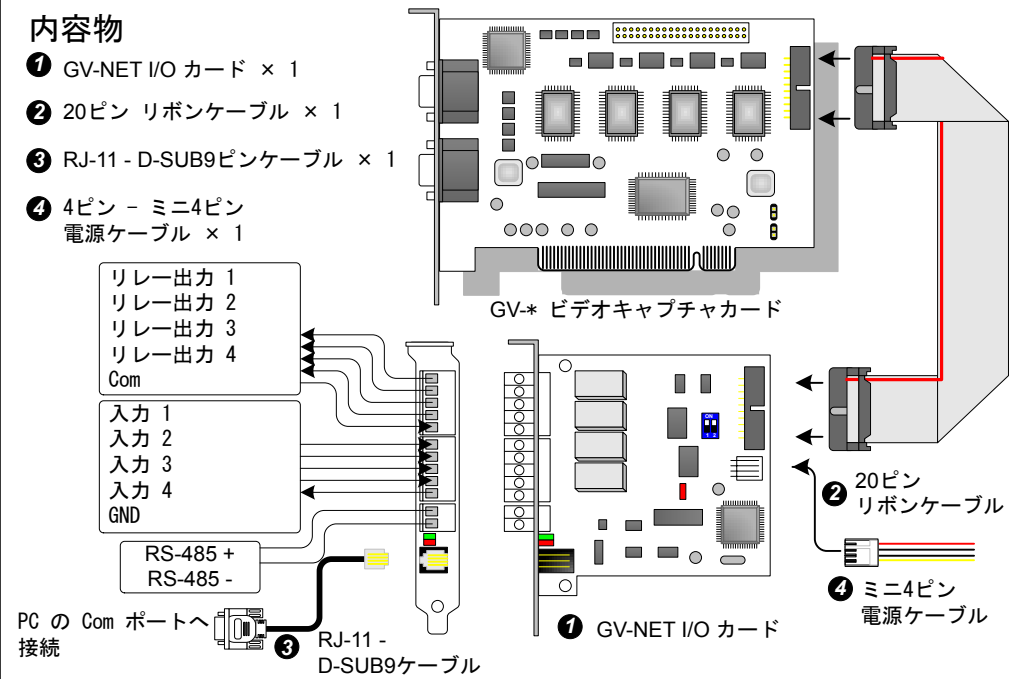 内容物
1 GV-NET I/O カード × 1
2 20ピン リボンケーブル × 1
3 RJ-11 - D-SUB9ピンケーブル × 1
4 4ピン - ミニ4ピン
電源ケーブル × 1
GV-* ビデオキャプチャカード
リレー出力 1
リレー出力 2
リレー出力 3
リレー出力 4
Com
入力 1
入力 2
入力 3
入力 4
GND
RS-485 +
RS-485 -
PC の Com ポートへ
接続
3 RJ-11 -
D-SUB9ケーブル
ON
1 2
1 GV-NET I/O カード
2 20ピン
リボンケーブル
4 ミニ4ピン
電源ケーブル